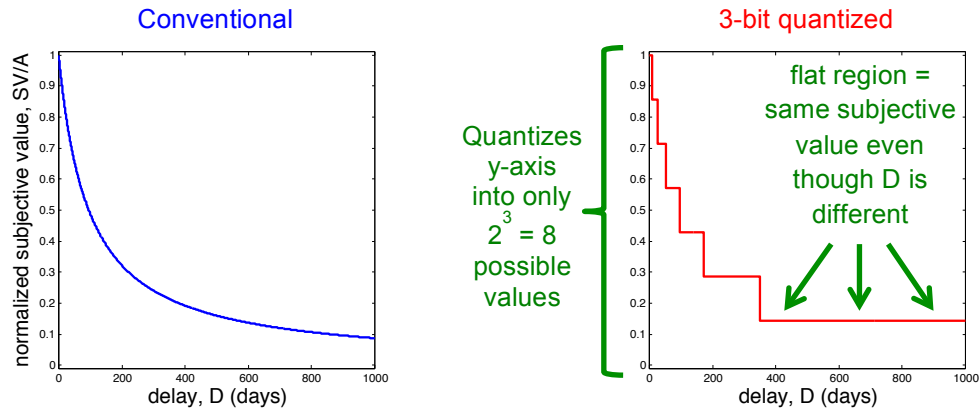 Conventional
normalized subjective value, SV/A
1
0.9
0.8
0.7
0.6
0.5
0.4
0.3
0.2
0.1
0
0 200 400 600 800 1000
delay, D (days)
Quantizes
y-axis
into only
2³ = 8
possible
values
3-bit quantized
1
0.9
0.8
0.7
0.6
0.5
0.4
0.3
0.2
0.1
0
flat region =
same subjective
value even
though D is
different
0 200 400 600 800 1000
delay, D (days)